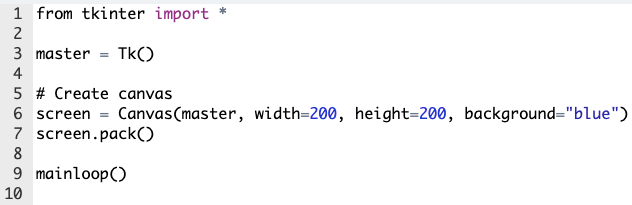 1 from tkinter import *
2
3 master = Tk()
4
5 # Create canvas
6 screen = Canvas(master, width=200, height=200, background="blue")
7 screen.pack()
8
9 mainloop()
10